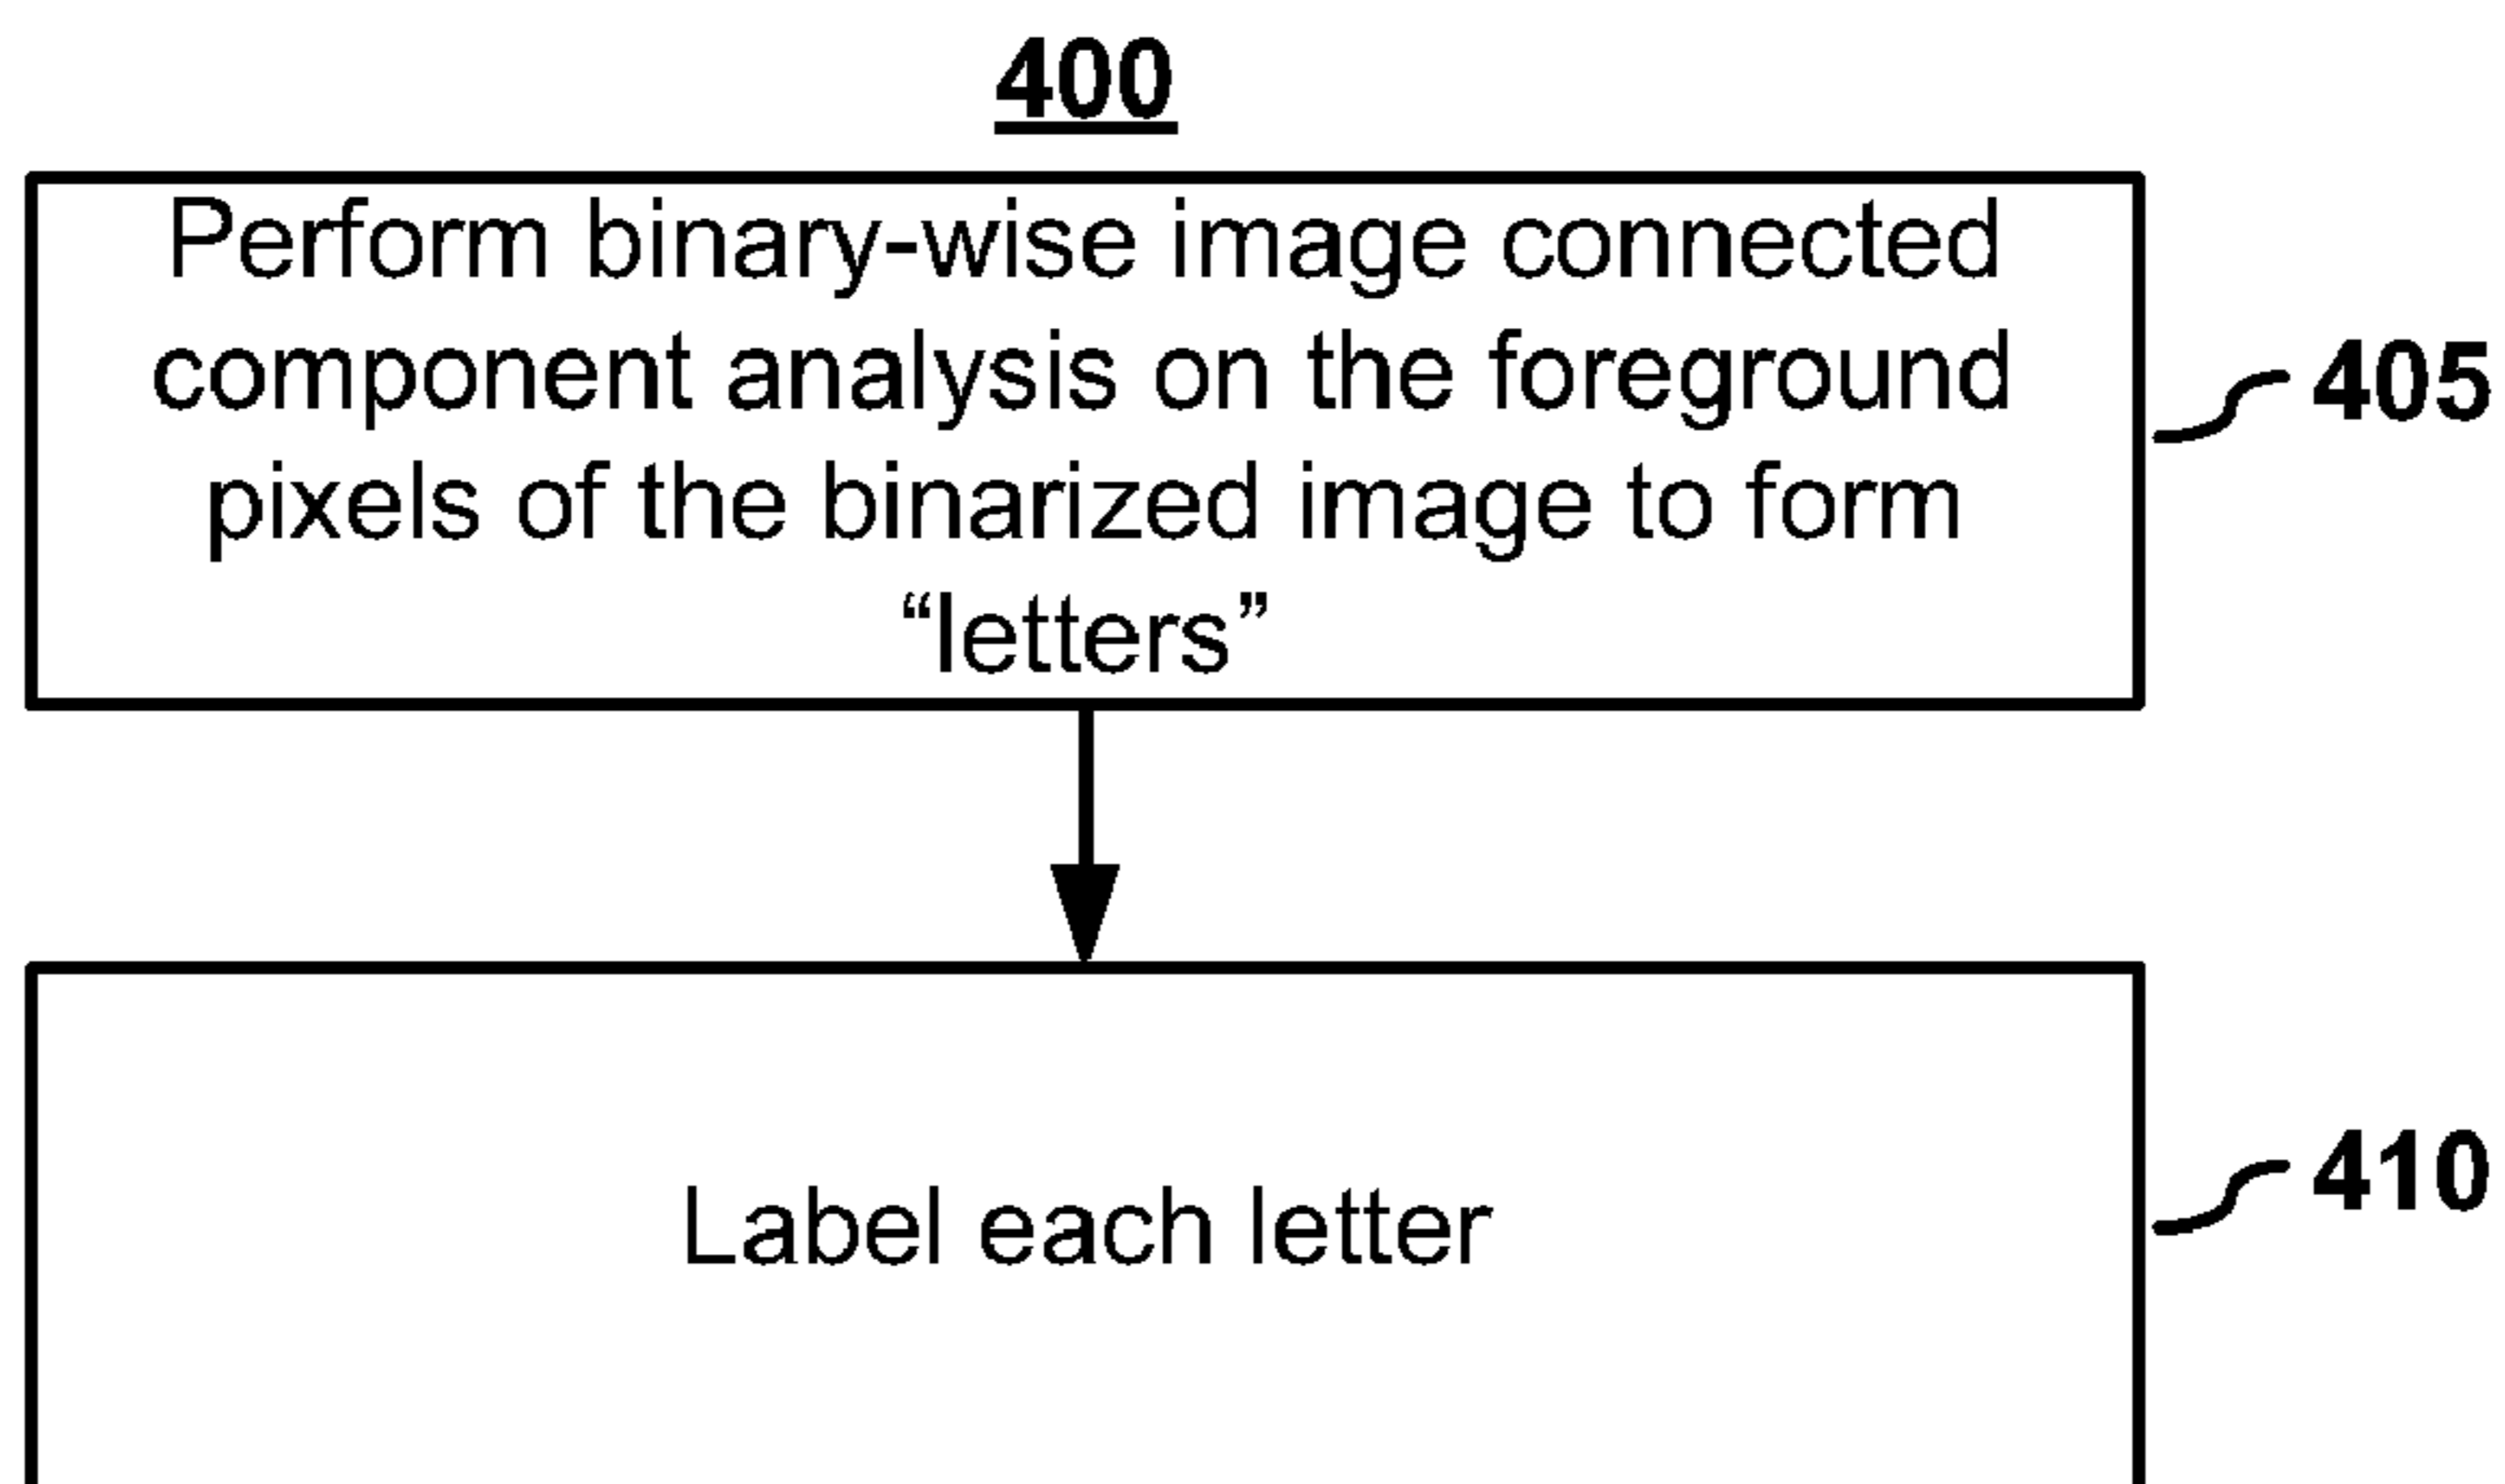 400
Perform binary-wise image connected
component analysis on the foreground
pixels of the binarized image to form
“letters”
405
Label each letter
410